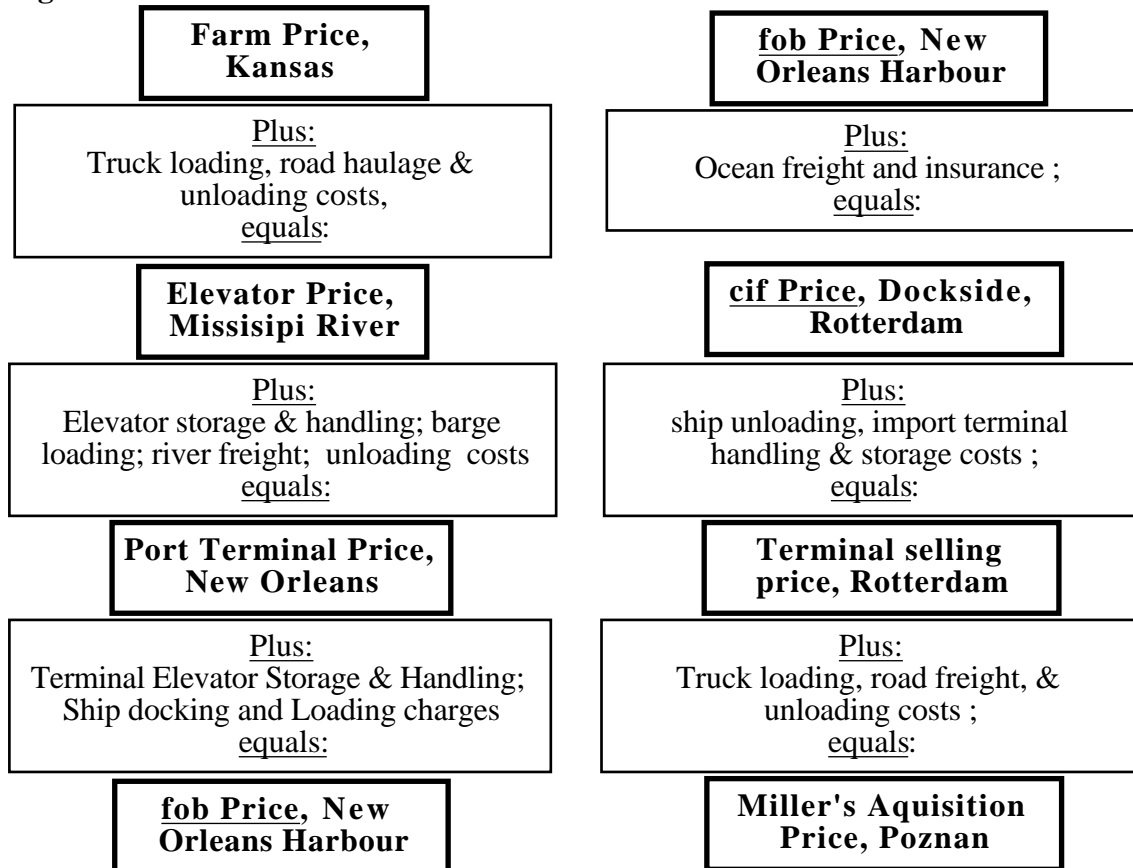 Farm Price,
Kansas
Plus:
Truck loading, road haulage &
unloading costs,
equals:
Elevator Price,
Missisipi River
Plus:
Elevator storage & handling; barge
loading; river freight; unloading costs
equals:
Port Terminal Price,
New Orleans
Plus:
Terminal Elevator Storage & Handling;
Ship docking and Loading charges
equals:
fob Price, New
Orleans Harbour
fob Price, New
Orleans Harbour
Plus:
Ocean freight and insurance ;
equals:
cif Price, Dockside,
Rotterdam
Plus:
ship unloading, import terminal
handling & storage costs ;
equals:
Terminal selling
price, Rotterdam
Plus:
Truck loading, road freight, &
unloading costs ;
equals:
Miller's Aquisition
Price, Poznan